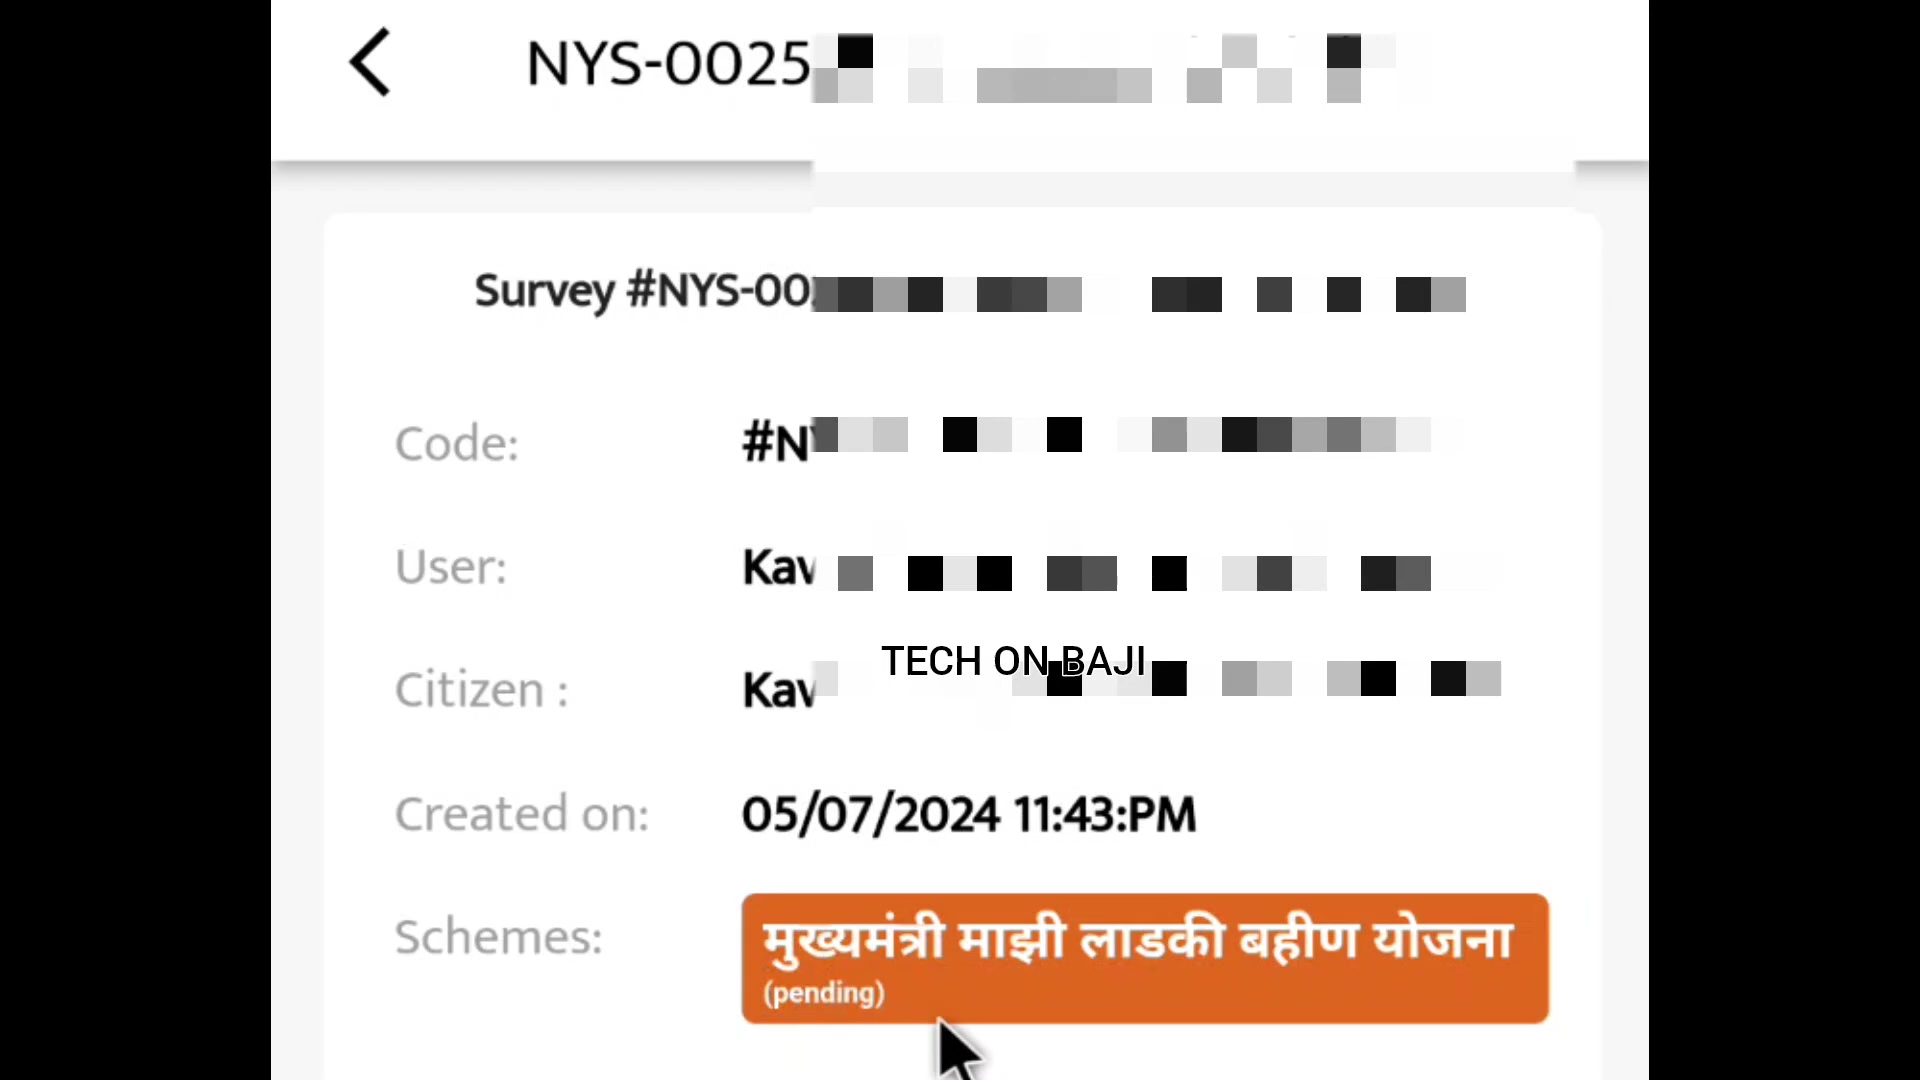 NYS-0025
Survey #NYS-00
Code: #N
User: Kav
TECH ON BAJI
Citizen : Kav
Created on: 05/07/2024 11:43:PM
Schemes: मुख्यमंत्री माझी लाडकी बहीण योजना
(pending)